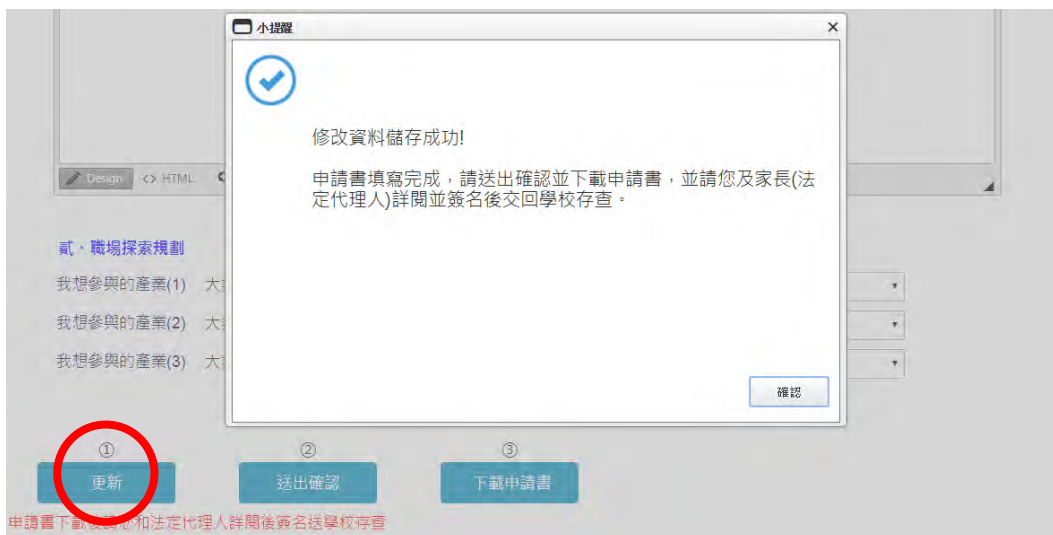 小提醒
×
修改資料儲存成功!
申請書填寫完成，請送出確認並下載申請書，並請您及家長(法
定代理人)詳閱並簽名後交回學校存查。
Design <> HTML
貳、職場探索規劃
我想參與的產業(1) 大
我想參與的產業(2) 大
我想參與的產業(3) 大
確認
① ② ③
更新 送出確認 下載申請書
申請書下載後請您和法定代理人詳閱後簽名送學校存查